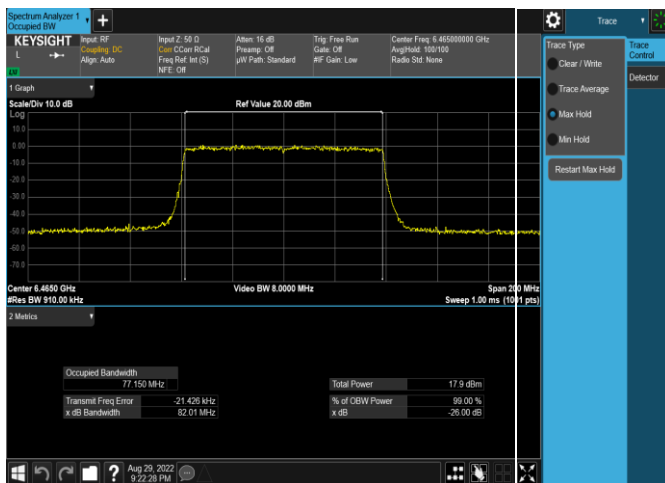 Spectrum Analyzer 1
Occupied BW
Trace
KEYSIGHT
L
LXI
Input: RF
Coupling: DC
Align: Auto
Input Z: 50 Ω
Corr CCorr RCal
Freq Ref: Int (S)
NFE: Off
Atten: 16 dB
Preamp: Off
µW Path: Standard
Trig: Free Run
Gate: Off
#IF Gain: Low
Center Freq: 6.465000000 GHz
Avg|Hold: 100/100
Radio Std: None
Trace Type
Clear / Write
Trace Average
Max Hold
Min Hold
Restart Max Hold
Trace
Control
Detector
1 Graph
Scale/Div 10.0 dB
Ref Value 20.00 dBm
Log
10.0
0.00
-10.0
-20.0
-30.0
-40.0
-50.0
-60.0
-70.0
Center 6.4650 GHz
Video BW 8.0000 MHz
Span 200 MHz
#Res BW 910.00 kHz
Sweep 1.00 ms (1001 pts)
2 Metrics
Occupied Bandwidth
77.150 MHz
Total Power 17.9 dBm
Transmit Freq Error -21.426 kHz
% of OBW Power 99.00 %
x dB Bandwidth 82.01 MHz
x dB -26.00 dB
Aug 29, 2022
9:22:28 PM